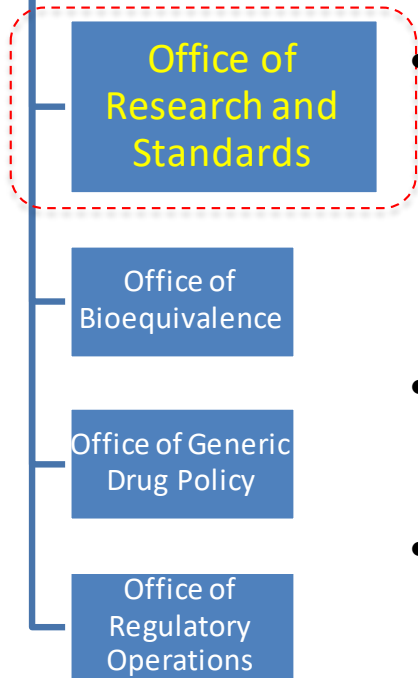 Office of
Research and
Standards
Office of
Bioequivalence
Office of Generic
Drug Policy
Office of
Regulatory
Operations